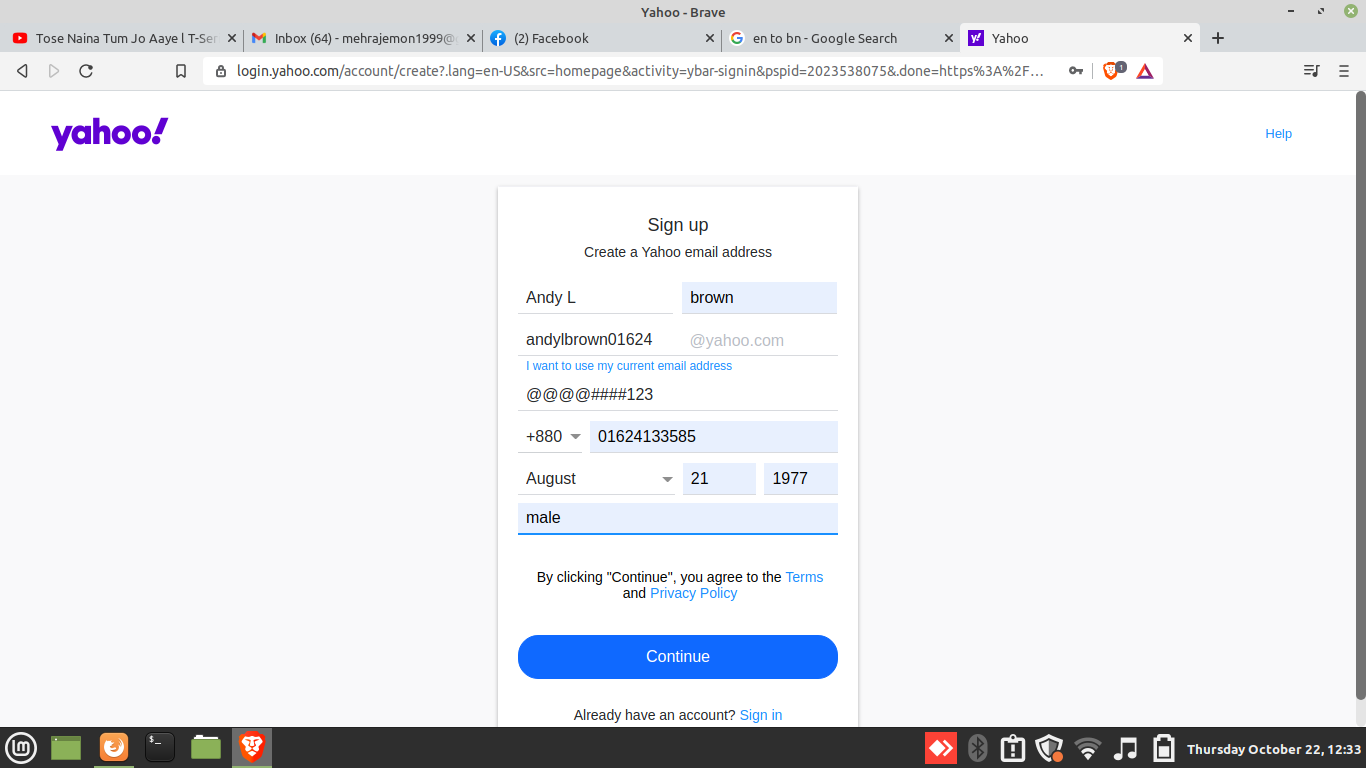 Yahoo - Brave
Tose Naina Tum Jo Aaye l T-Ser
Inbox (64) - mehrajemon1999@
(2) Facebook
en to bn - Google Search
Yahoo
login.yahoo.com/account/create?.lang=en-US&src=homepage&activity=ybar-signin&pspid=2023538075&.done=https%3A%2F...
1
yahoo!
Help
Sign up
Create a Yahoo email address
Andy L brown
andylbrown01624 @yahoo.com
I want to use my current email address
@@@@####123
+880 01624133585
August 21 1977
male
By clicking "Continue", you agree to the Terms
and Privacy Policy
Continue
Already have an account? Sign in
Thursday October 22, 12:33